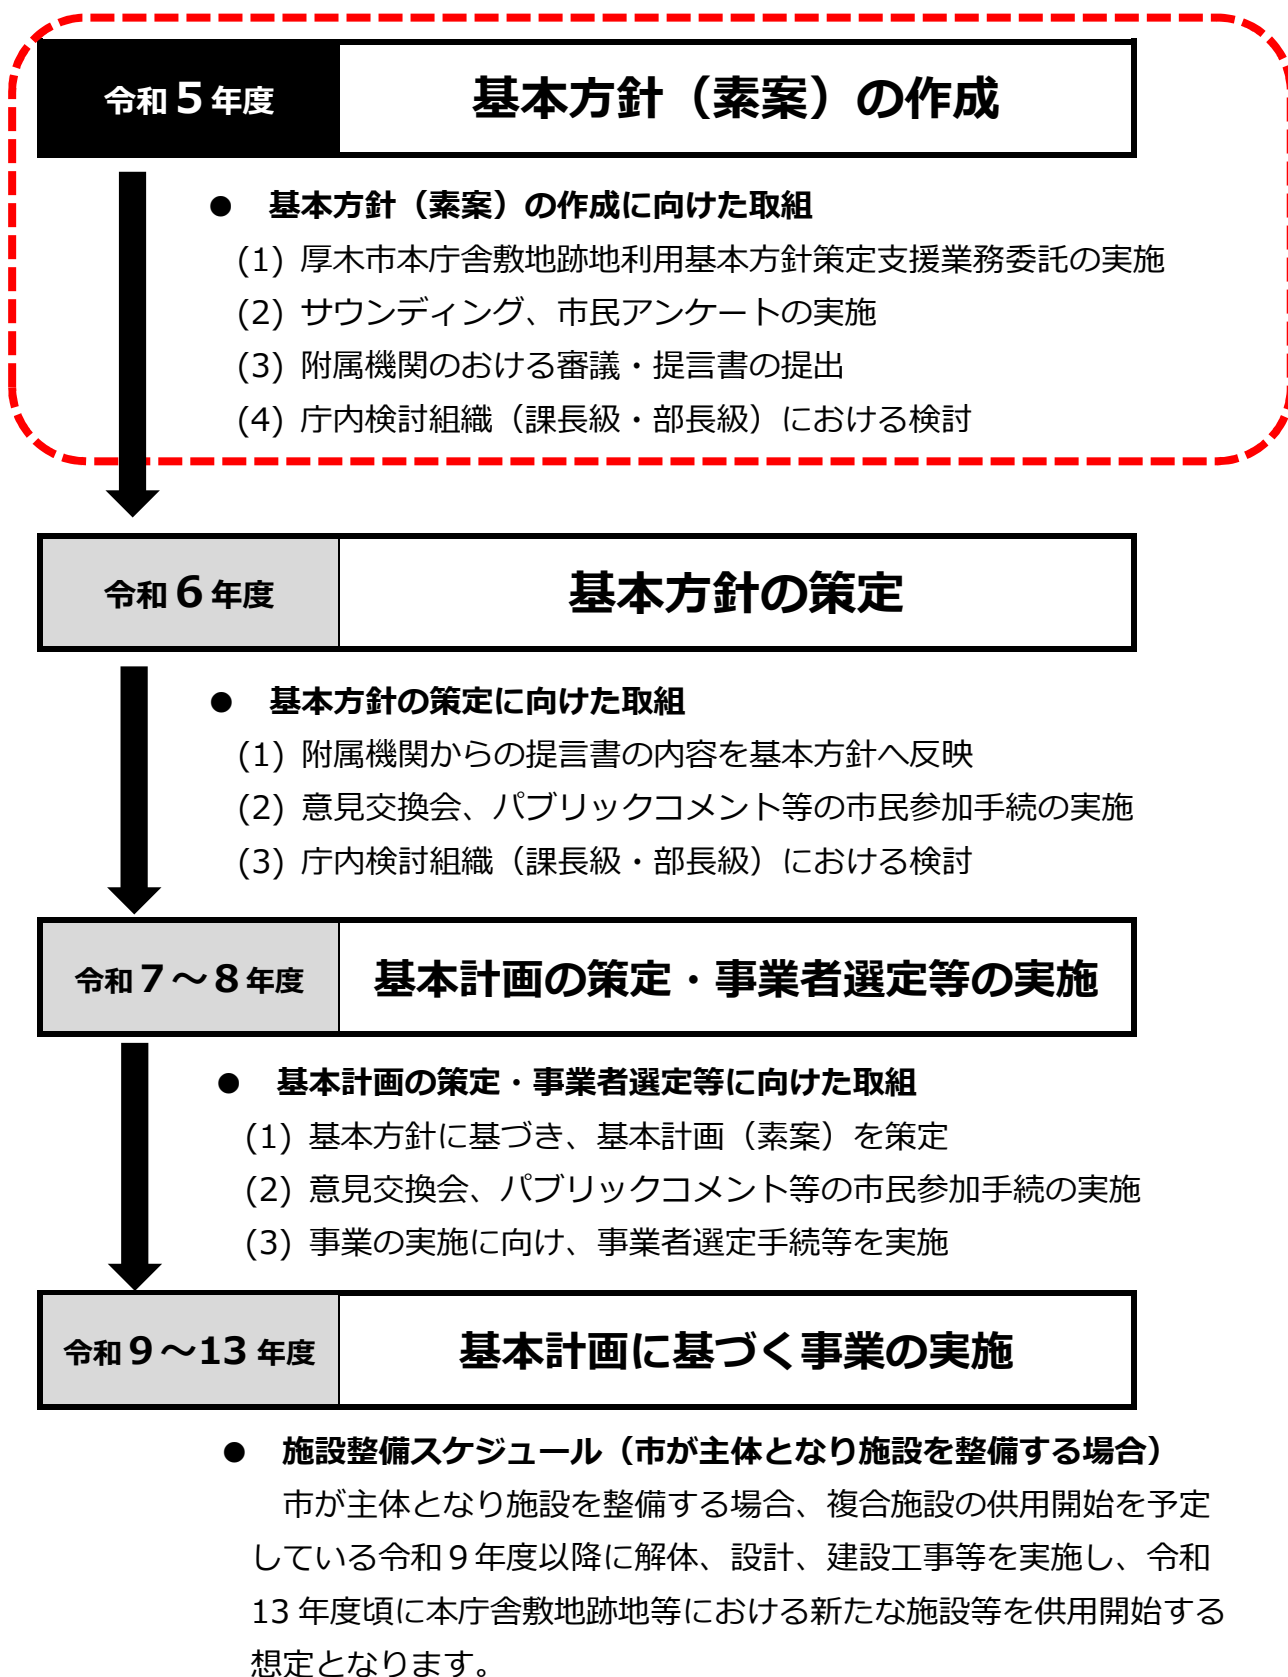 令和５年度 基本方針（素案）の作成
● 基本方針（素案）の作成に向けた取組
(1) 厚木市本庁舎敷地跡地利用基本方針策定支援業務委託の実施
(2) サウンディング、市民アンケートの実施
(3) 附属機関のおける審議・提言書の提出
(4) 庁内検討組織（課長級・部長級）における検討
令和６年度 基本方針の策定
● 基本方針の策定に向けた取組
(1) 附属機関からの提言書の内容を基本方針へ反映
(2) 意見交換会、パブリックコメント等の市民参加手続の実施
(3) 庁内検討組織（課長級・部長級）における検討
令和７～８年度 基本計画の策定・事業者選定等の実施
● 基本計画の策定・事業者選定等に向けた取組
(1) 基本方針に基づき、基本計画（素案）を策定
(2) 意見交換会、パブリックコメント等の市民参加手続の実施
(3) 事業の実施に向け、事業者選定手続等を実施
令和９～13 年度 基本計画に基づく事業の実施
● 施設整備スケジュール（市が主体となり施設を整備する場合）
市が主体となり施設を整備する場合、複合施設の供用開始を予定
している令和９年度以降に解体、設計、建設工事等を実施し、令和
13 年度頃に本庁舎敷地跡地等における新たな施設等を供用開始する
想定となります。